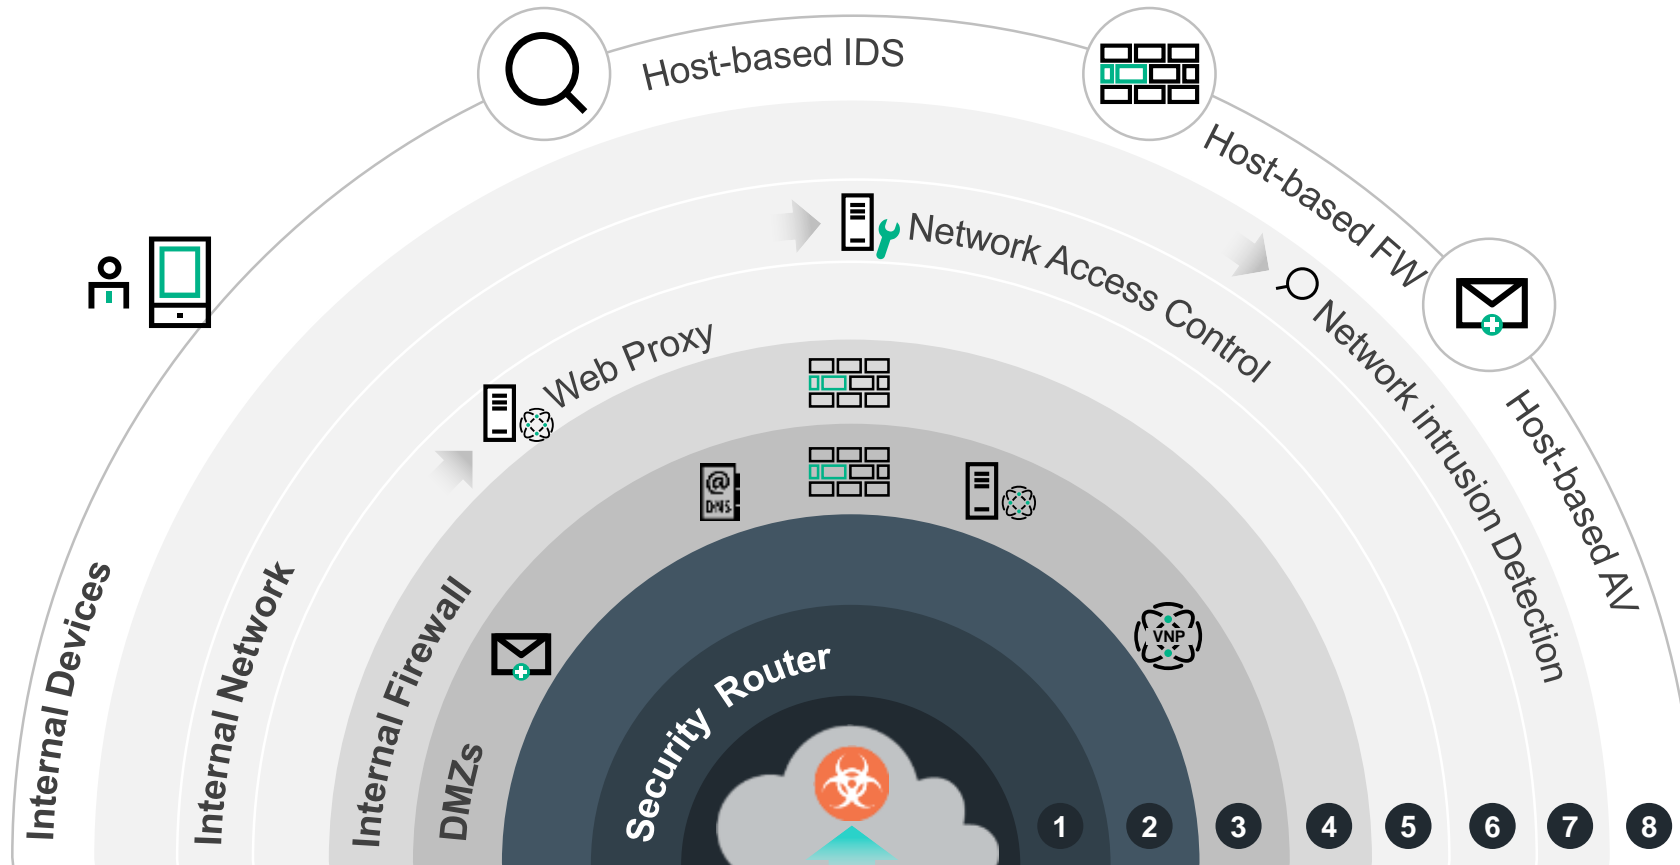 Host-based IDS
Host-based FW
Host-based AV
Network Access Control
Network intrusion Detection
Web Proxy
Internal Devices
Internal Network
Internal Firewall
DMZs
Security Router
@
DNS
VNP
1
2
3
4
5
6
7
8